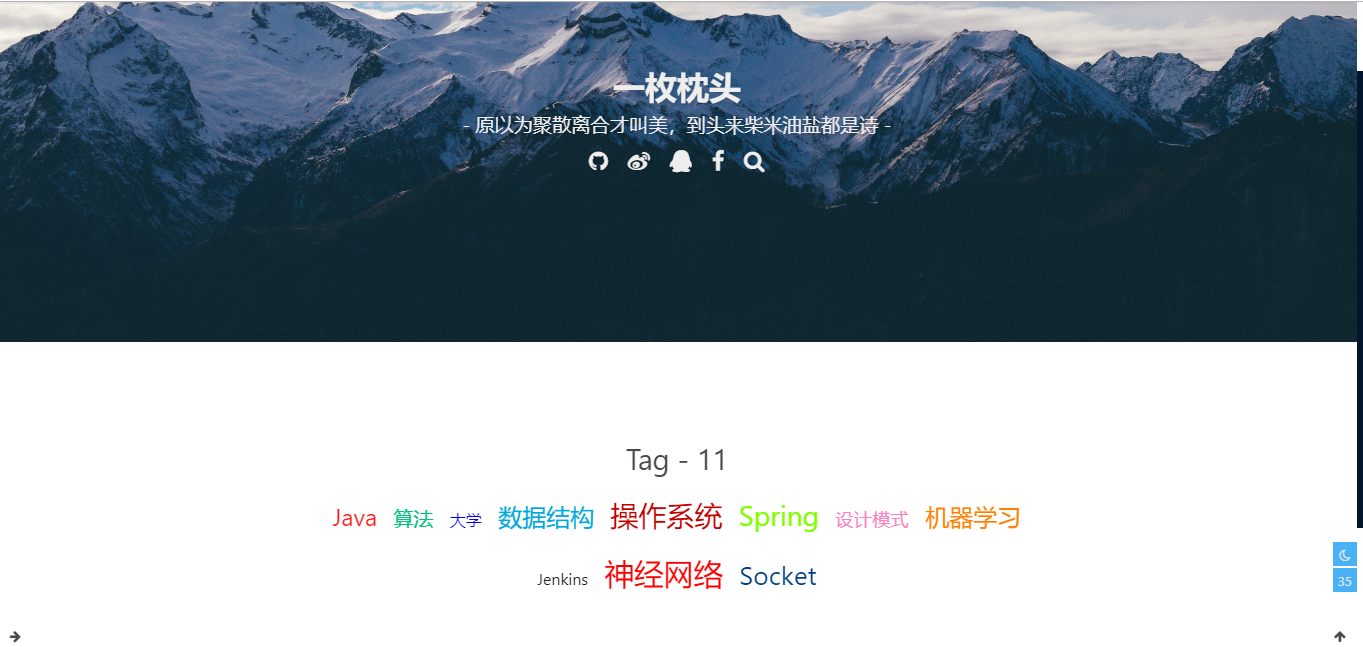 一枚枕头
- 原以为聚散离合才叫美，到头来柴米油盐都是诗 -
Tag - 11
Java 算法 大学 数据结构 操作系统 Spring 设计模式 机器学习
Jenkins 神经网络 Socket
35